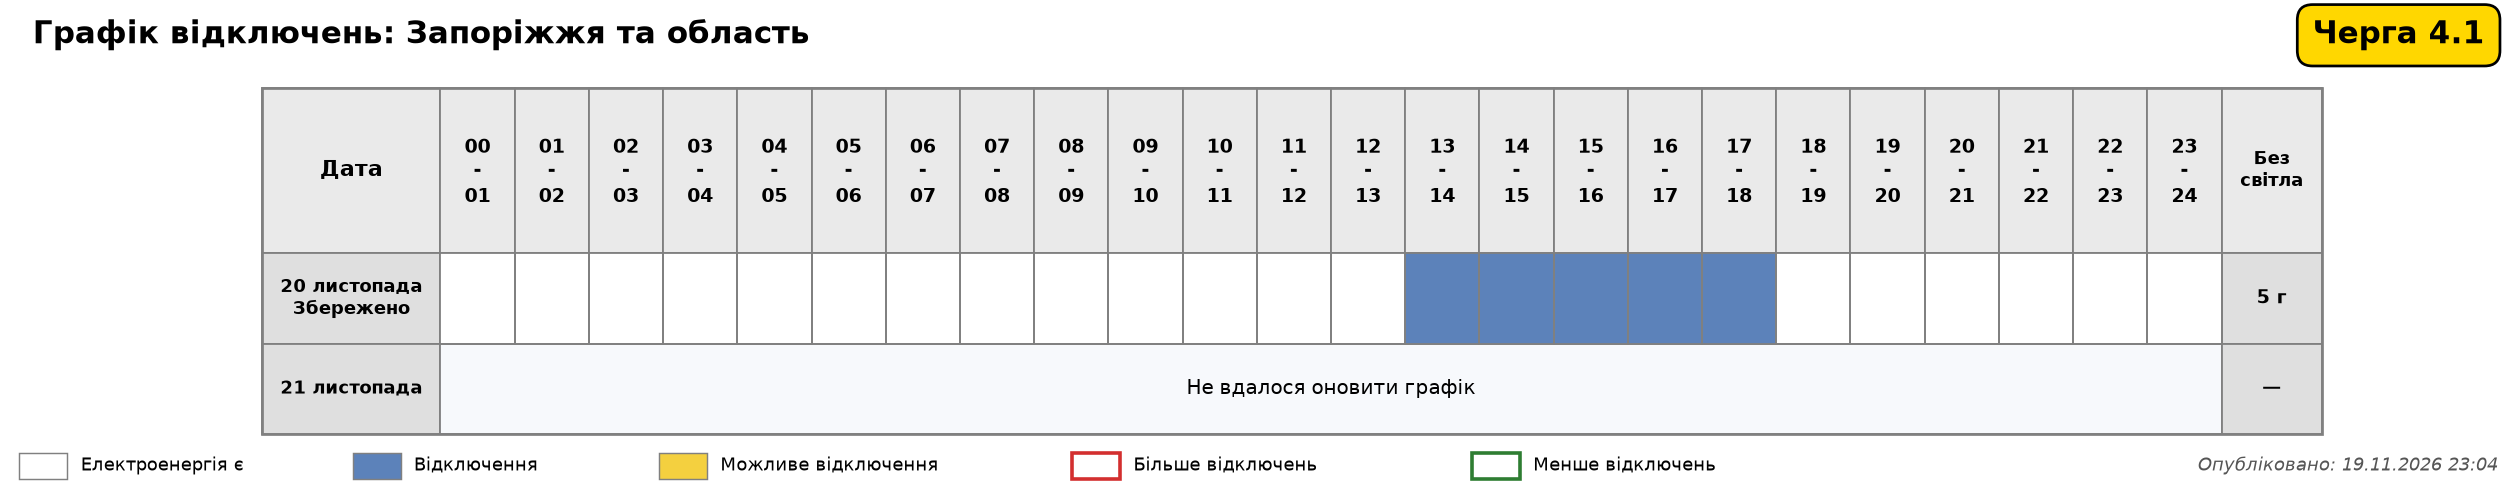 Графік відключень: Запоріжжя та область
Черга 4.1
Дата
00 - 01
01 - 02
02 - 03
03 - 04
04 - 05
05 - 06
06 - 07
07 - 08
08 - 09
09 - 10
10 - 11
11 - 12
12 - 13
13 - 14
14 - 15
15 - 16
16 - 17
17 - 18
18 - 19
19 - 20
20 - 21
21 - 22
22 - 23
23 - 24
Без
світла
20 листопада
Збережено
5 г
21 листопада
Не вдалося оновити графік
—
Електроенергія є
Відключення
Можливе відключення
Більше відключень
Менше відключень
Опубліковано: 19.11.2026 23:04